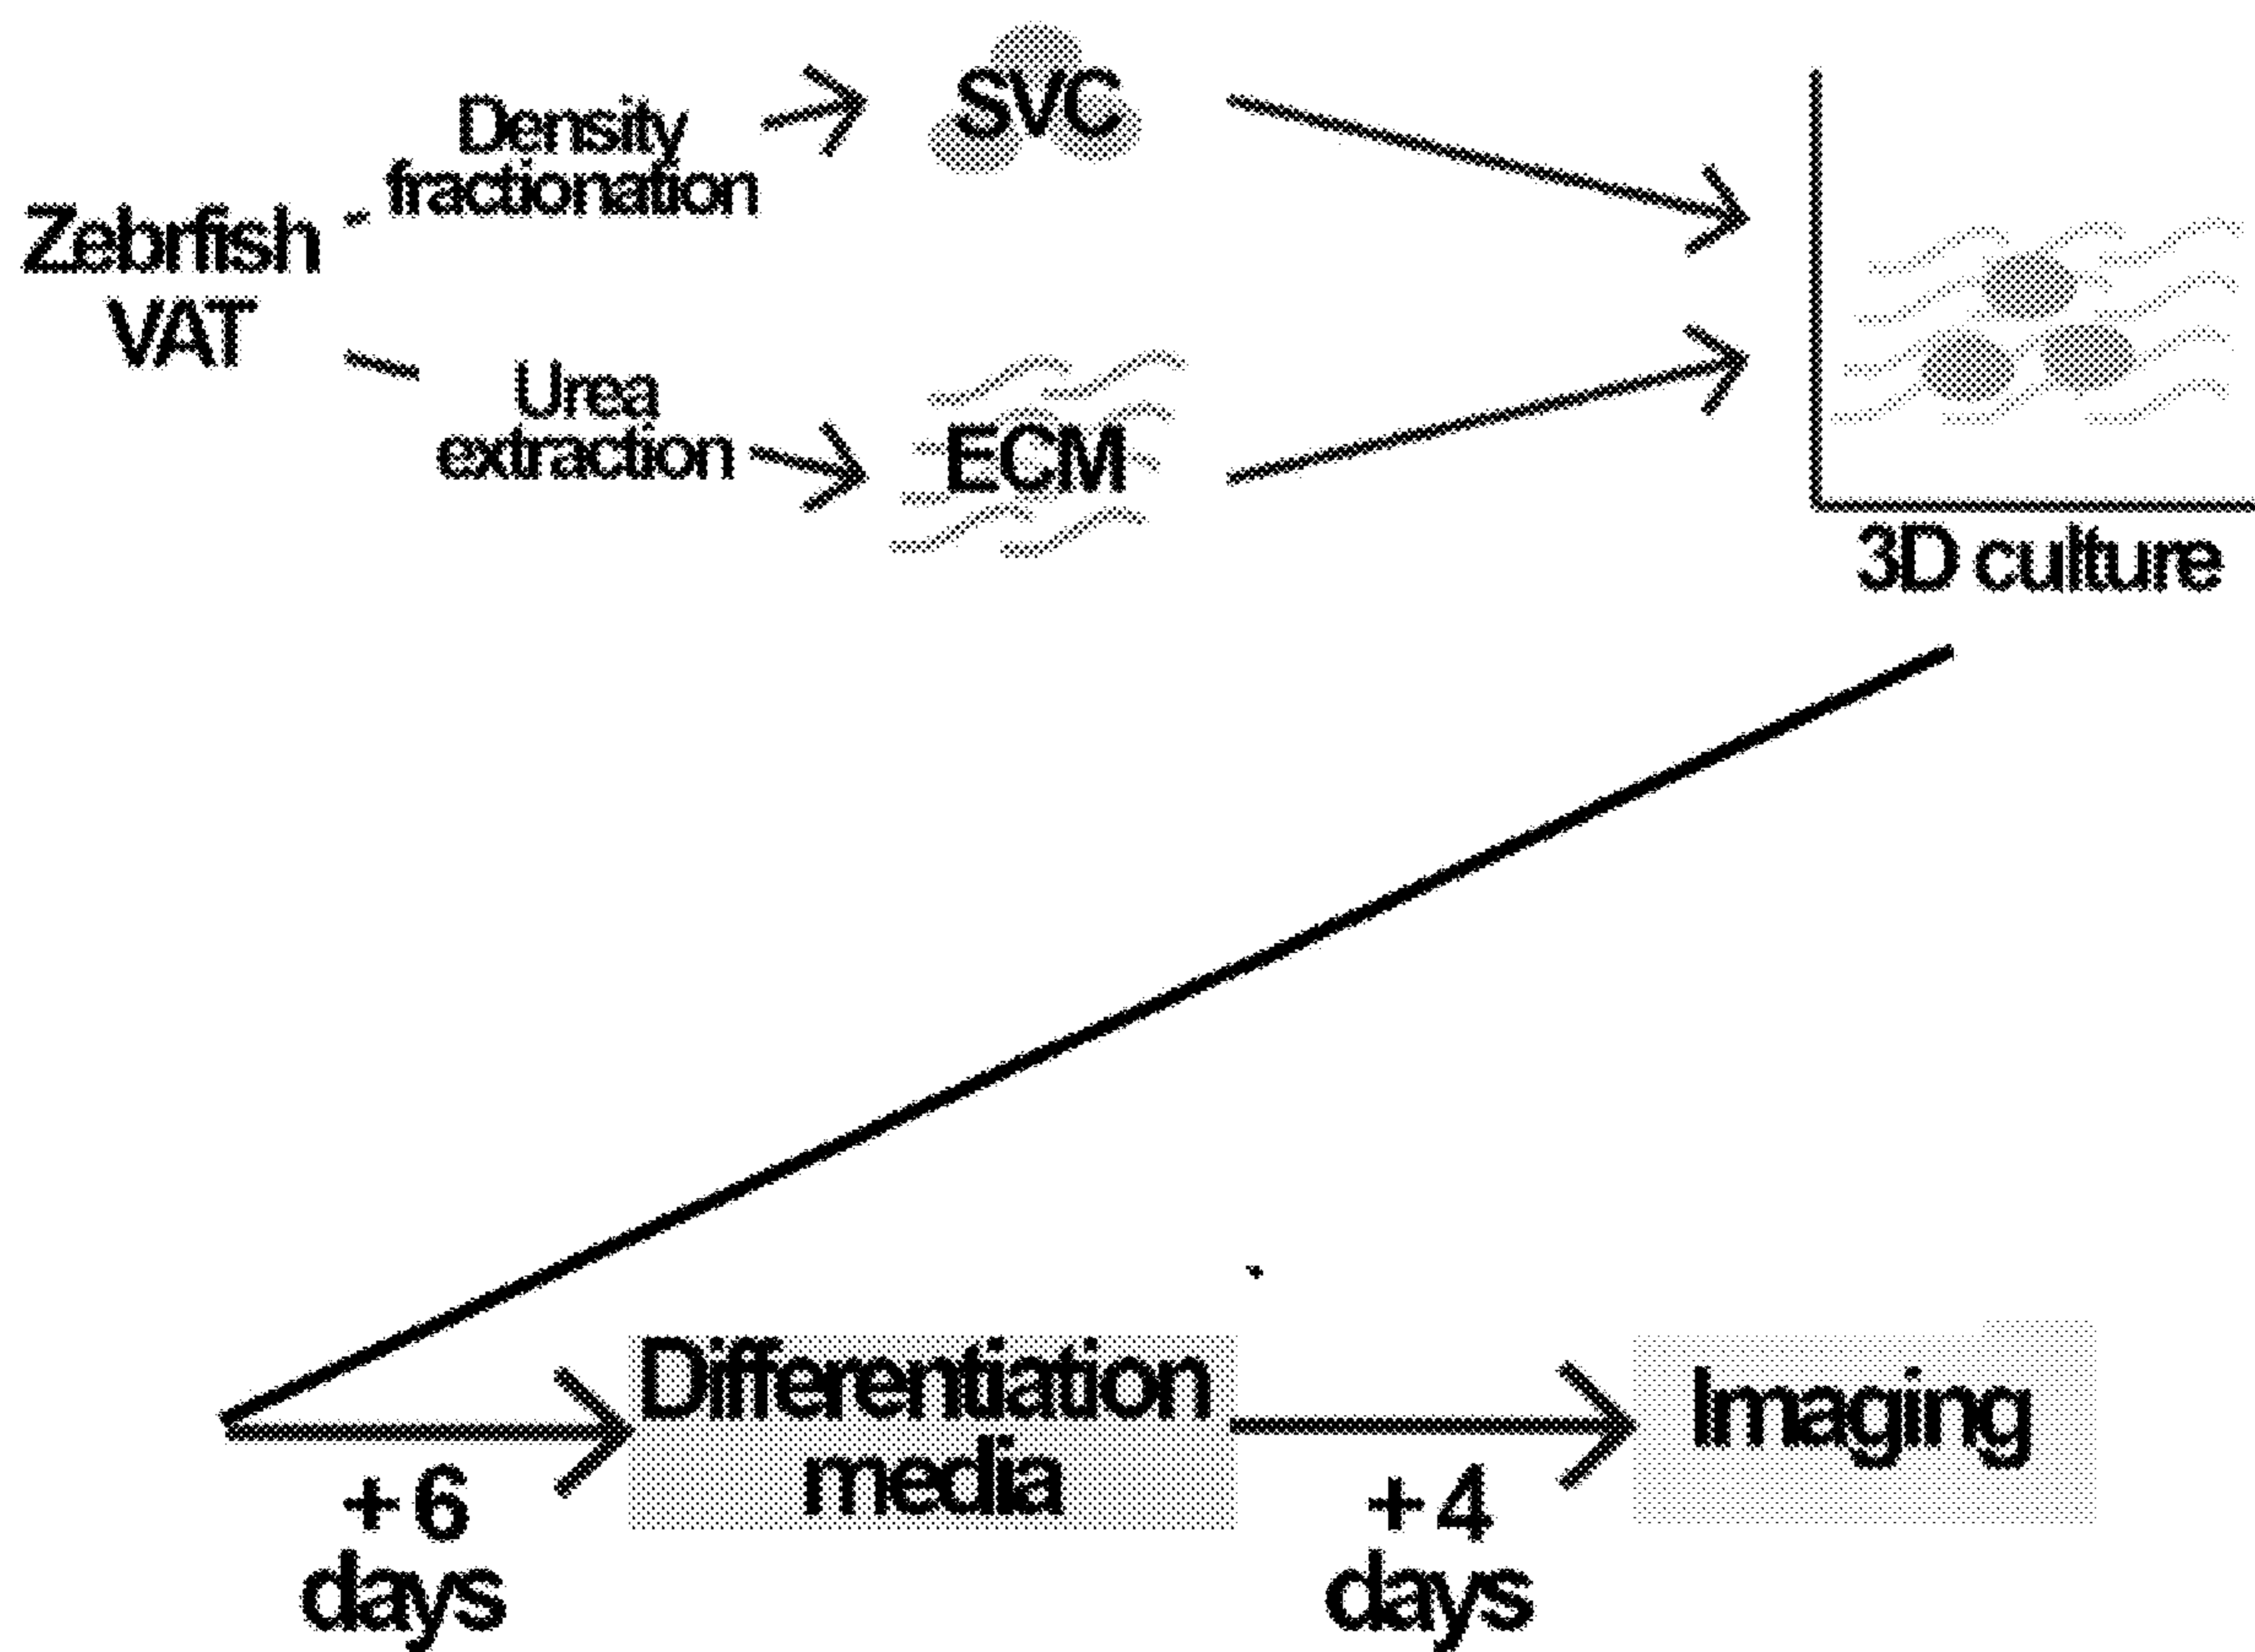 Density
fractionation
SVC
Zebrfish
VAT
Urea
extraction
ECM
3D culture
Differentiation
media
Imaging
+6
days
+4
days